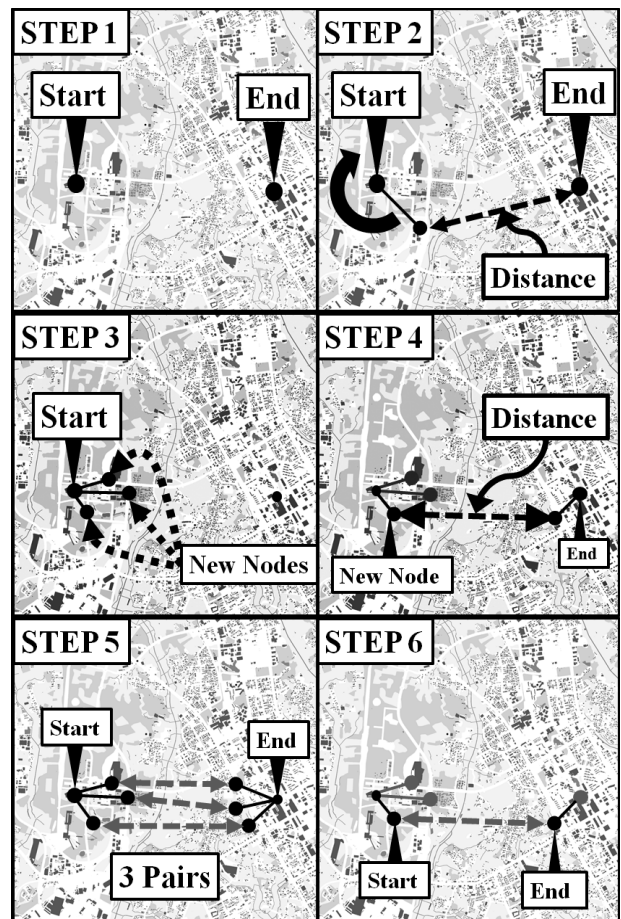 STEP 1
Start
End
STEP 2
Start
End
Distance
STEP 3
Start
New Nodes
STEP 4
Distance
New Node
End
STEP 5
Start
End
3 Pairs
STEP 6
Start
End